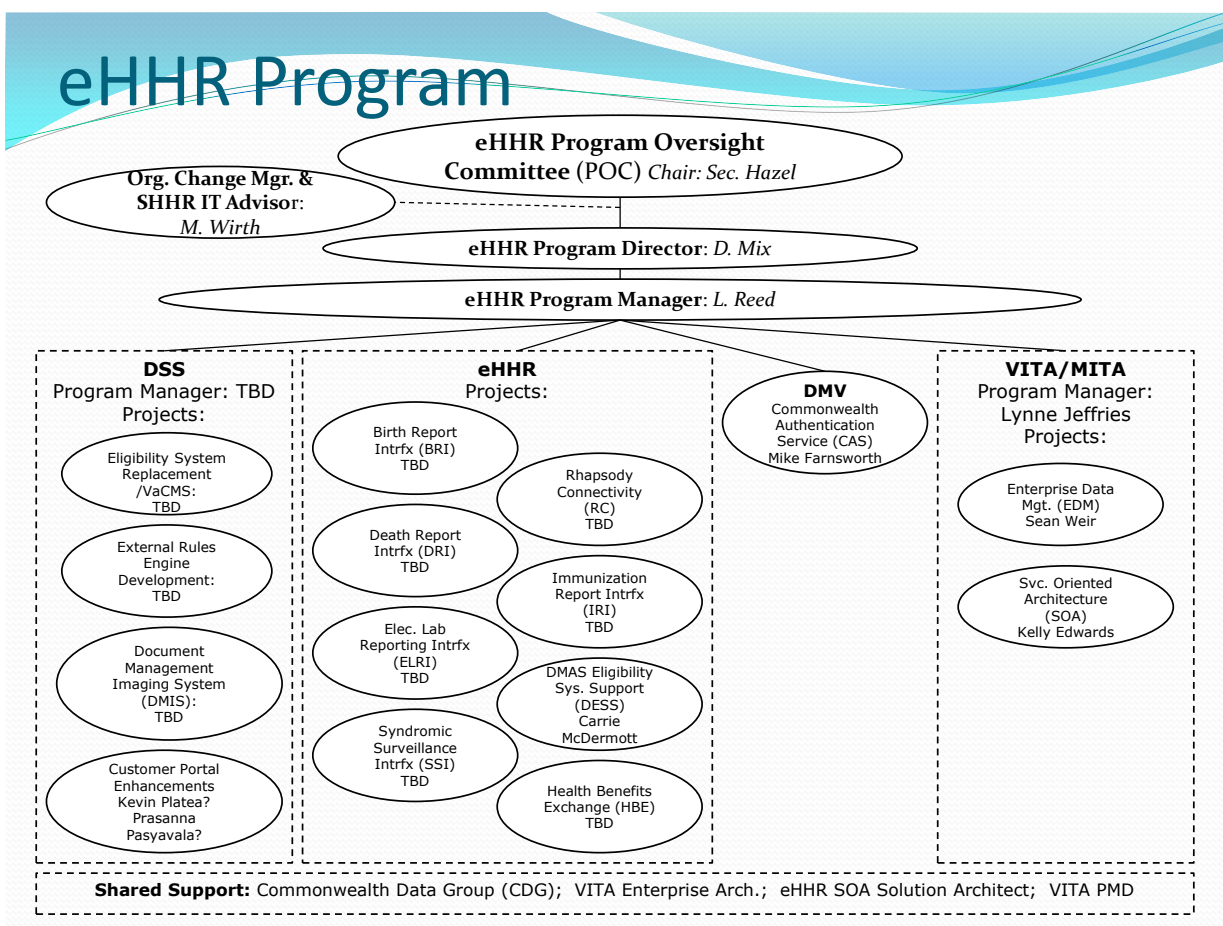 eHHR Program
eHHR Program Oversight
Committee (POC) Chair: Sec. Hazel
Org. Change Mgr. &
SHHR IT Advisor:
M. Wirth
eHHR Program Director: D. Mix
eHHR Program Manager: L. Reed
DSS
Program Manager: TBD
Projects:
Eligibility System
Replacement
/VaCMS:
TBD
External Rules
Engine
Development:
TBD
Document
Management
Imaging System
(DMIS):
TBD
Customer Portal
Enhancements
Kevin Platea?
Prasanna
Pasyavala?
eHHR
Projects:
Birth Report
Intrfx (BRI)
TBD
Rhapsody
Connectivity
(RC)
TBD
Death Report
Intrfx (DRI)
TBD
Immunization
Report Intrfx
(IRI)
TBD
Elec. Lab
Reporting Intrfx
(ELRI)
TBD
DMAS Eligibility
Sys. Support
(DESS)
Carrie
McDermott
Syndromic
Surveillance
Intrfx (SSI)
TBD
Health Benefits
Exchange (HBE)
TBD
DMV
Commonwealth
Authentication
Service (CAS)
Mike Farnsworth
VITA/MITA
Program Manager:
Lynne Jeffries
Projects:
Enterprise Data
Mgt. (EDM)
Sean Weir
Svc. Oriented
Architecture
(SOA)
Kelly Edwards
Shared Support: Commonwealth Data Group (CDG); VITA Enterprise Arch.; eHHR SOA Solution Architect; VITA PMD